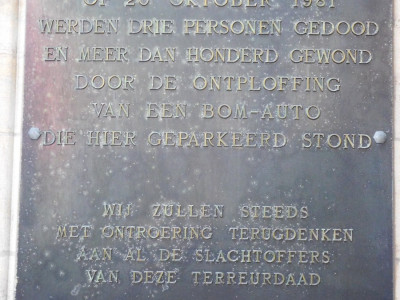 OP 20 OKTOBER 1981
WERDEN DRIE PERSONEN GEDOOD
EN MEER DAN HONDERD GEWOND
DOOR DE ONTPLOFFING
VAN EEN BOM-AUTO
DIE HIER GEPARKEERD STOND
WIJ ZULLEN STEEDS
MET ONTROERING TERUGDENKEN
AAN AL DE SLACHTOFFERS
VAN DEZE TERREURDAAD